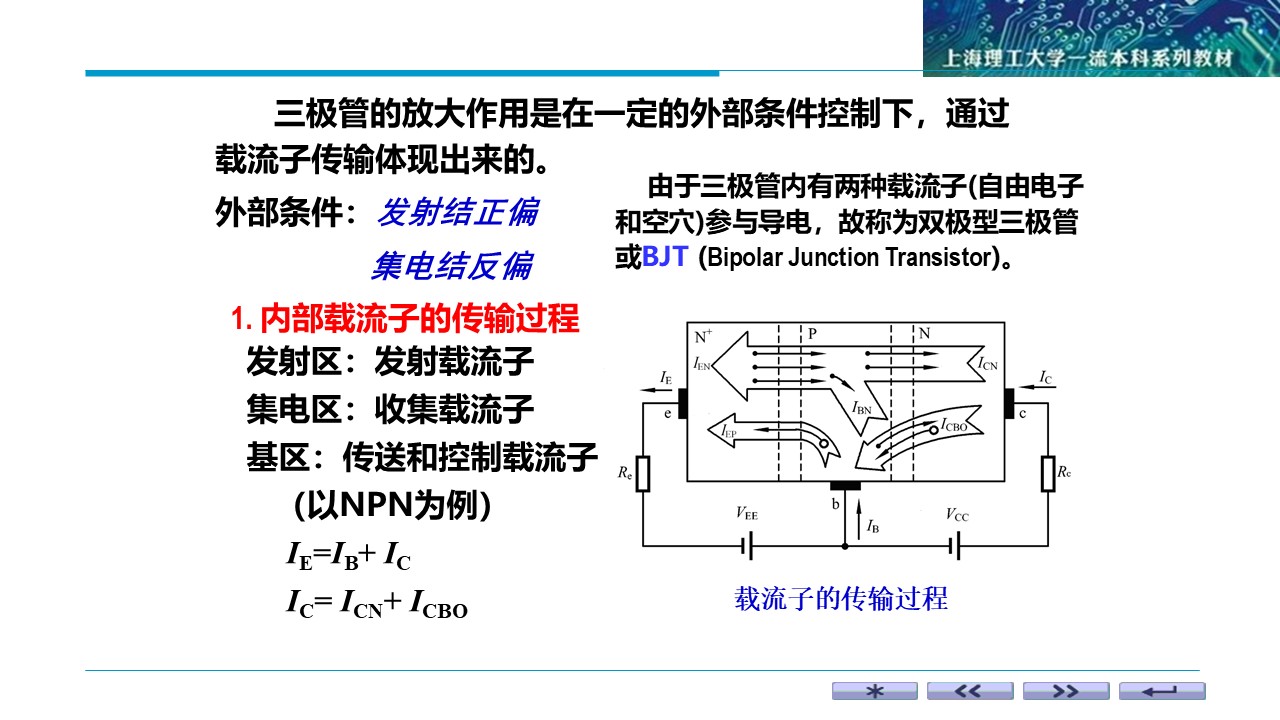 上海理工大学一流本科系列教材
三极管的放大作用是在一定的外部条件控制下，通过
载流子传输体现出来的。
外部条件：发射结正偏
集电结反偏
由于三极管内有两种载流子(自由电子
和空穴)参与导电，故称为双极型三极管
或BJT (Bipolar Junction Transistor)。
1. 内部载流子的传输过程
发射区：发射载流子
集电区：收集载流子
基区：传送和控制载流子
(以NPN为例)
IE=IB+ IC
IC= ICN+ ICBO
N+ P N
IEN ICN
IE IC
IBN
e c
IEP ICBO
Re Rc
b
VEE VCC
IB
载流子的传输过程
* << >>